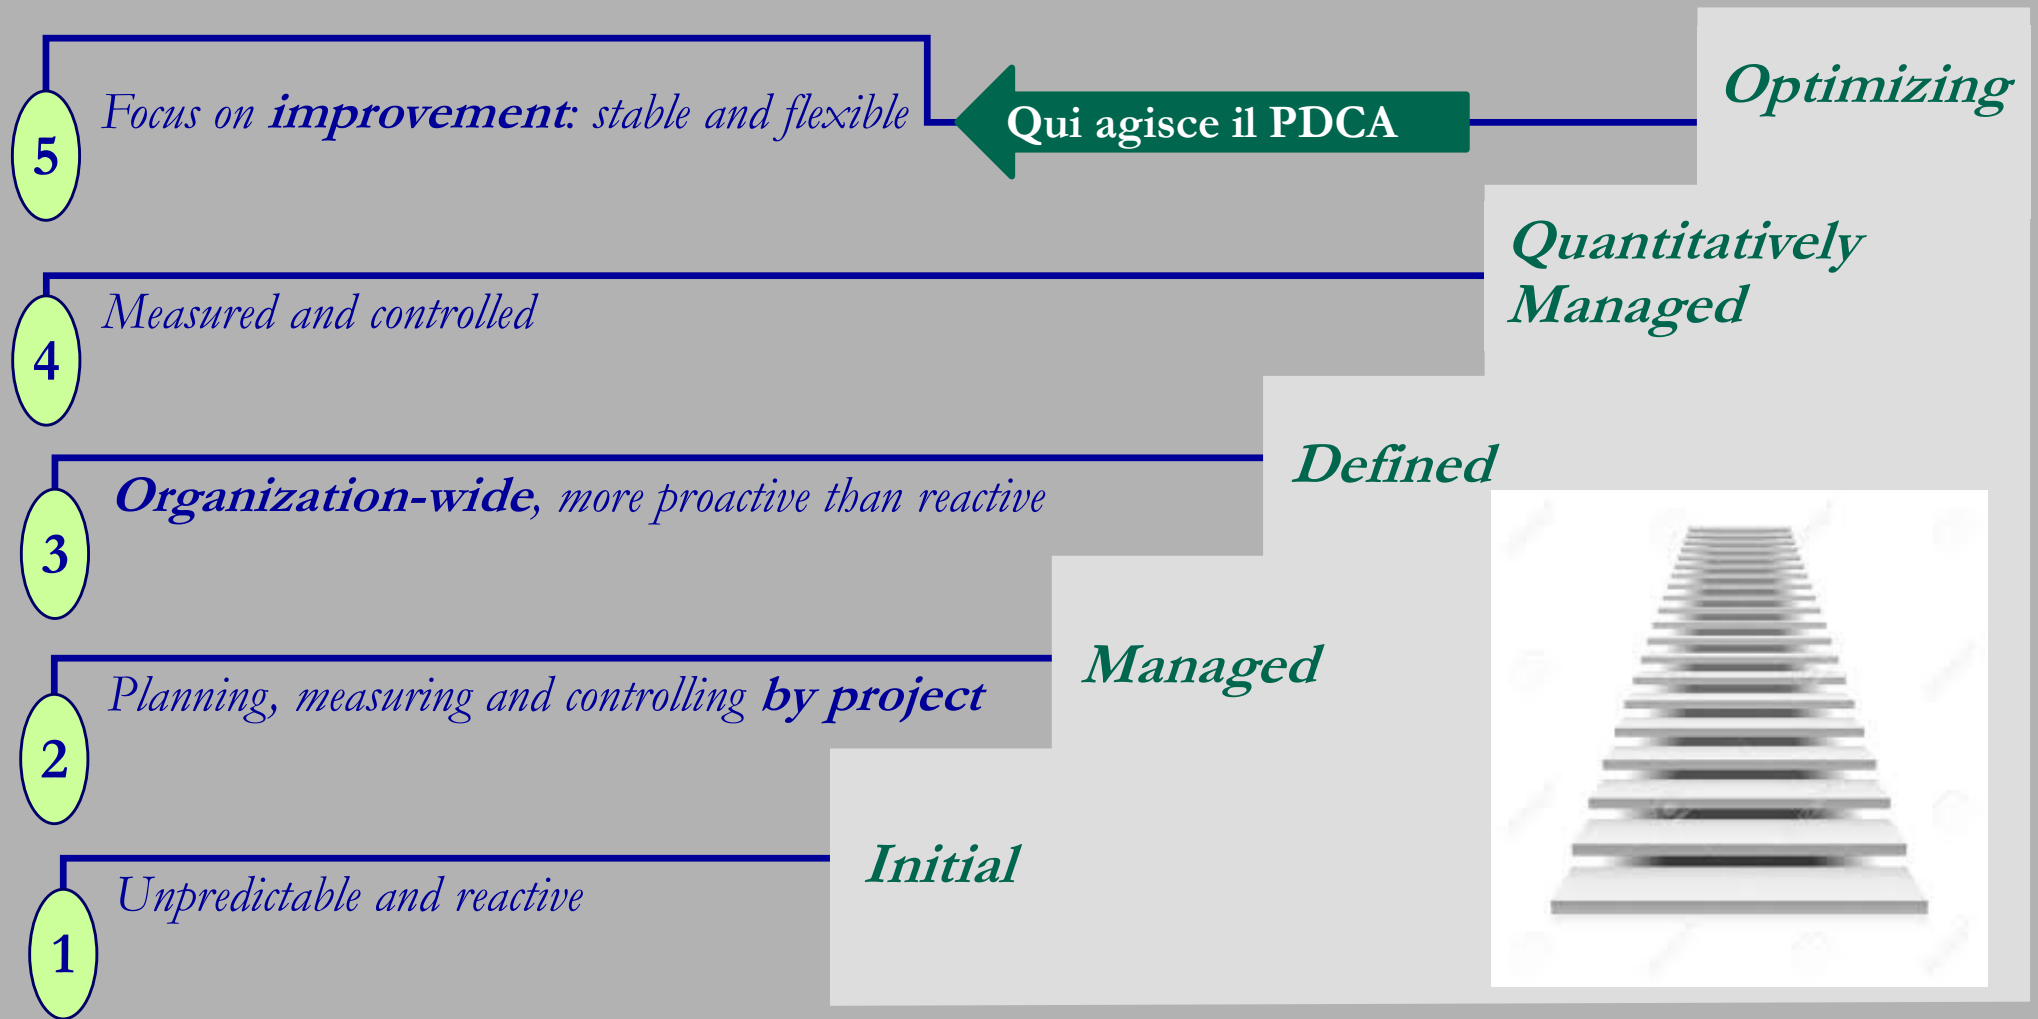 Optimizing
Focus on improvement: stable and flexible
Qui agisce il PDCA
5
Quantitatively
Managed
Measured and controlled
4
Defined
Organization-wide, more proactive than reactive
3
Managed
Planning, measuring and controlling by project
2
Initial
Unpredictable and reactive
1